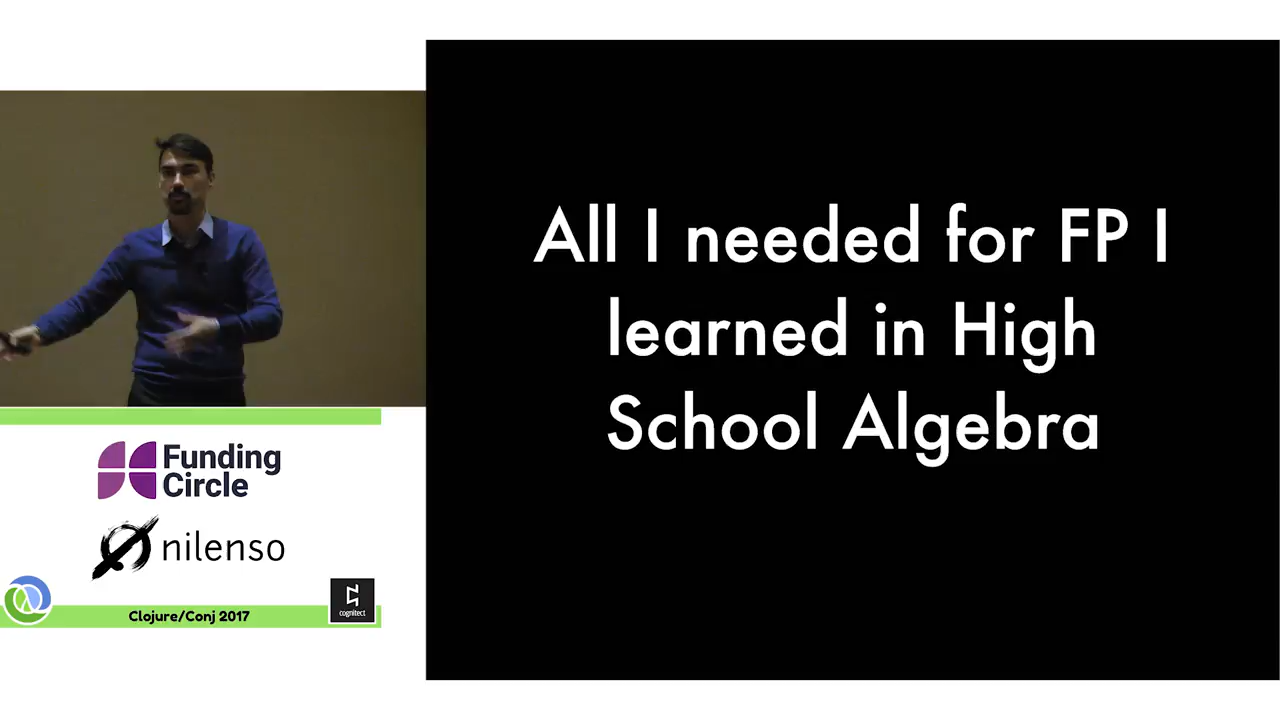 All I needed for FP I
learned in High
School Algebra
Funding
Circle
nilenso
Clojure/Conj 2017
cognitect